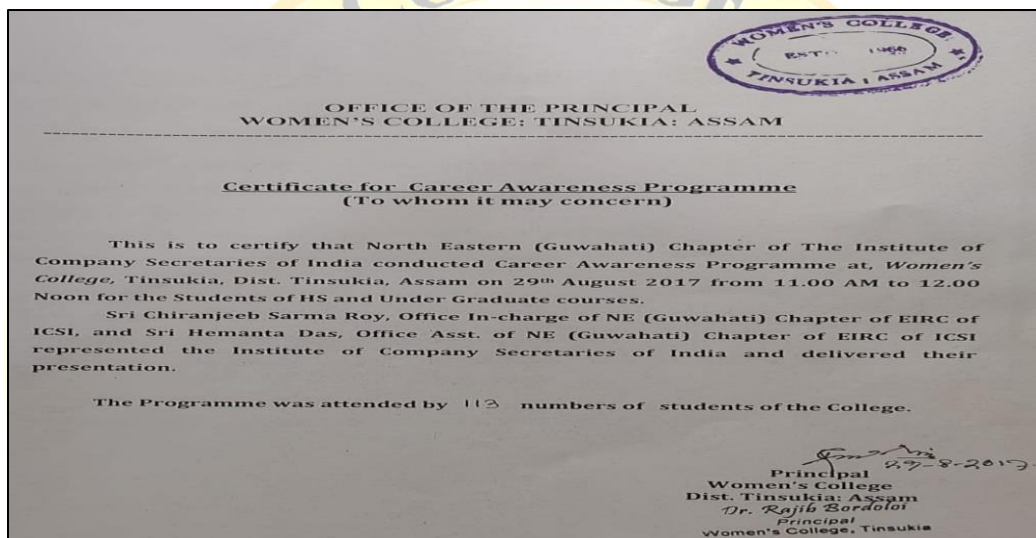 WOMEN'S COLLEGE
ESTD 1966
TINSUKIA : ASSAM
OFFICE OF THE PRINCIPAL
WOMEN'S COLLEGE: TINSUKIA: ASSAM
Certificate for Career Awareness Programme
(To whom it may concern)
This is to certify that North Eastern (Guwahati) Chapter of The Institute of
Company Secretaries of India conducted Career Awareness Programme at, Women's
College, Tinsukia, Dist. Tinsukia, Assam on 29th August 2017 from 11.00 AM to 12.00
Noon for the Students of HS and Under Graduate courses.
Sri Chiranjeeb Sarma Roy, Office In-charge of NE (Guwahati) Chapter of EIRC of
ICSI, and Sri Hemanta Das, Office Asst. of NE (Guwahati) Chapter of EIRC of ICSI
represented the Institute of Company Secretaries of India and delivered their
presentation.
The Programme was attended by 113 numbers of students of the College.
29-8-2017
Principal
Women's College
Dist. Tinsukia: Assam
Dr. Rajib Bordoloi
Principal
Women's College, Tinsukia